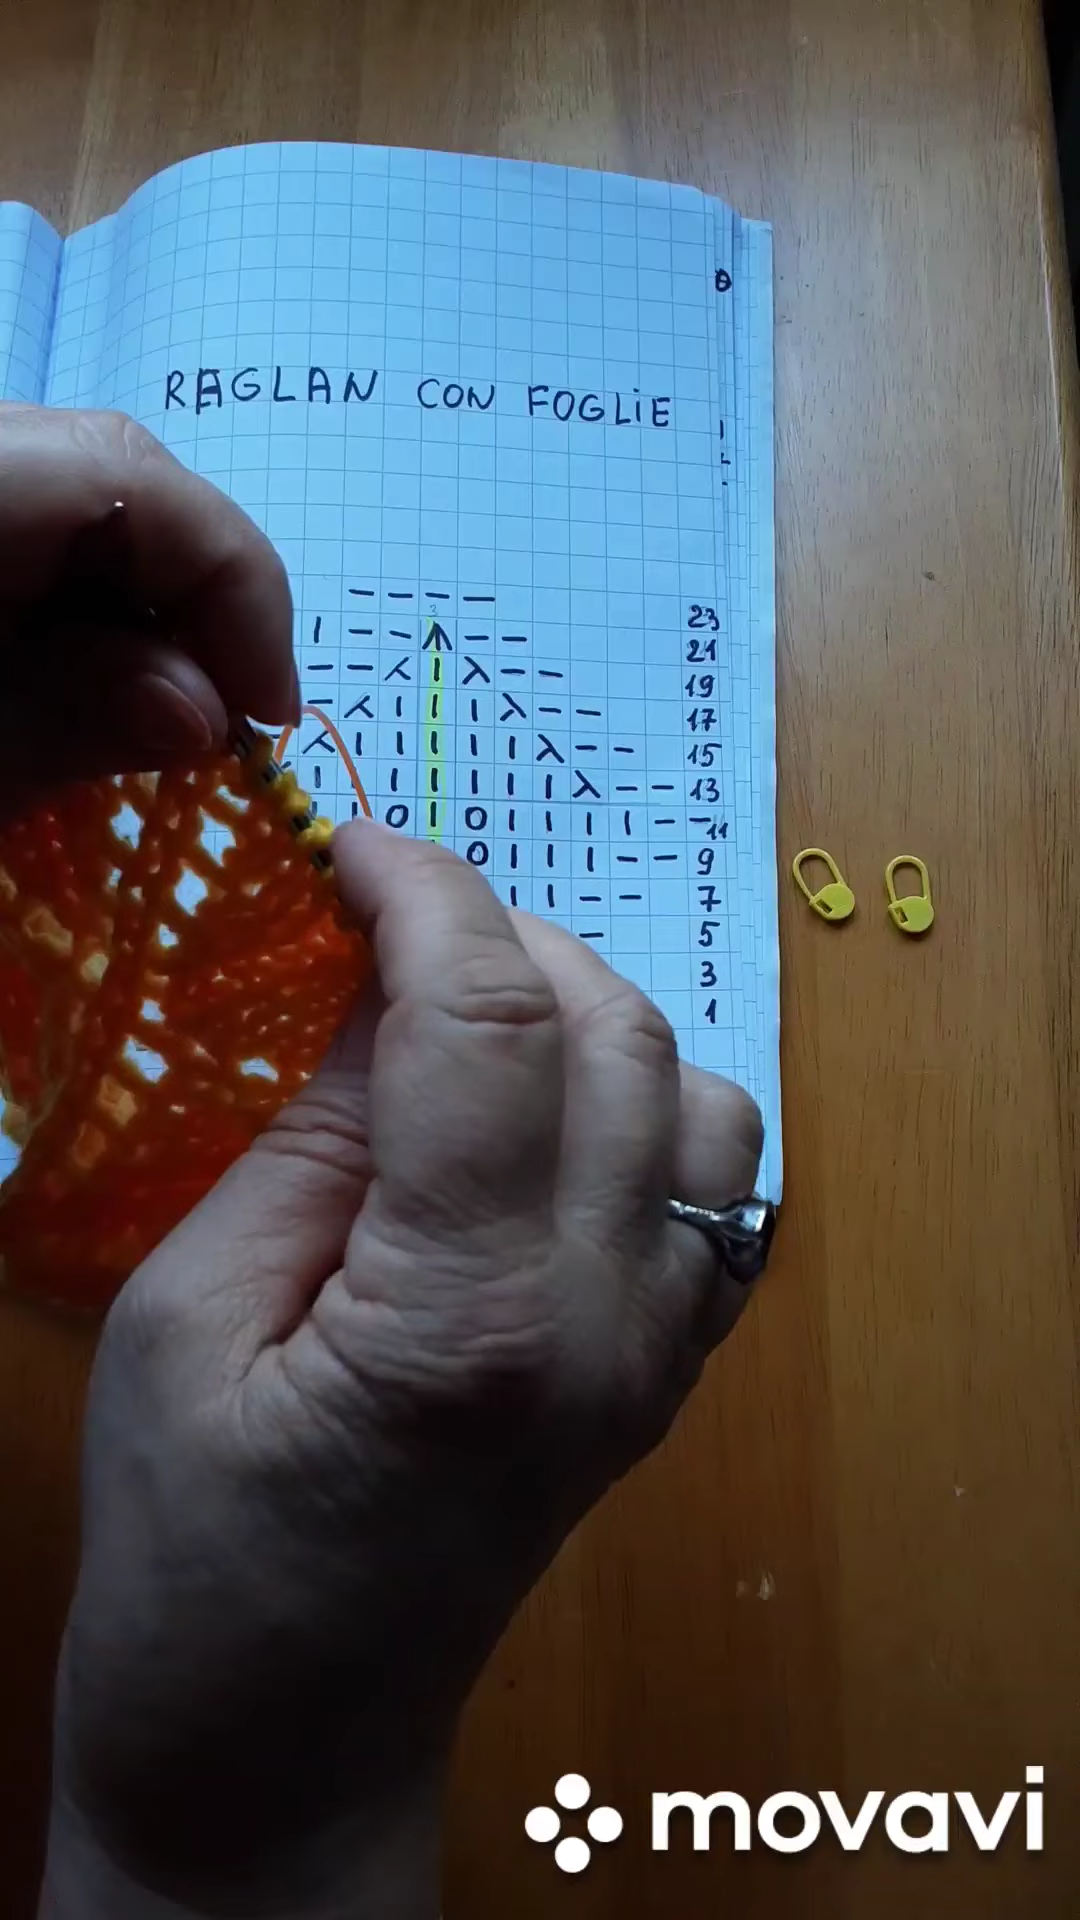 RAGLAN CON FOGLIE
— — — — 23
| — — ⋀ — — 21
— — ⅄ | λ — — 19
— ⅄ | | | λ — — 17
⅄ | | | | | λ — — 15
| | | | | | λ — — 13
| | O | O | | | | — — 11
O | | | — — 9
| | — — 7
— 5
3
1
movavi